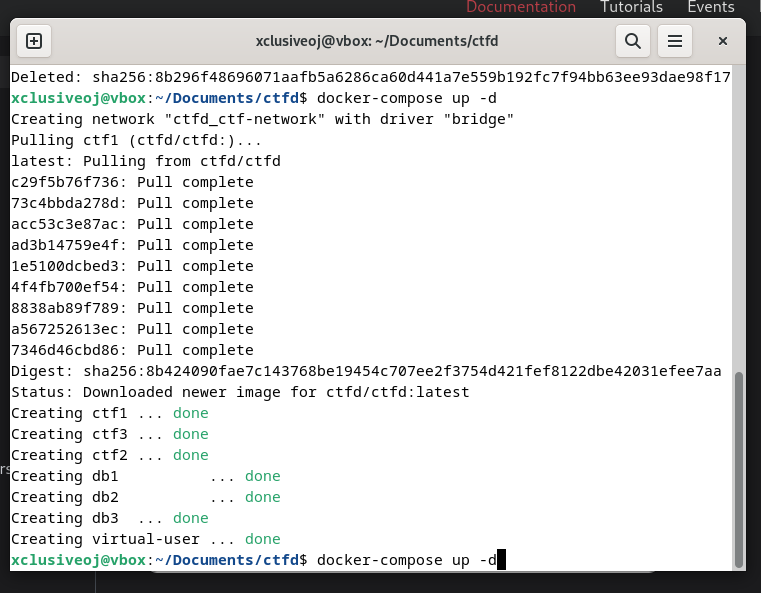 Documentation Tutorials Events
xclusiveoj@vbox: ~/Documents/ctfd
Deleted: sha256:8b296f48696071aafb5a6286ca60d441a7e559b192fc7f94bb63ee93dae98f17
xclusiveoj@vbox:~/Documents/ctfd$ docker-compose up -d
Creating network "ctfd_ctf-network" with driver "bridge"
Pulling ctf1 (ctfd/ctfd:)...
latest: Pulling from ctfd/ctfd
c29f5b76f736: Pull complete
73c4bbda278d: Pull complete
acc53c3e87ac: Pull complete
ad3b14759e4f: Pull complete
1e5100dcbed3: Pull complete
4f4fb700ef54: Pull complete
8838ab89f789: Pull complete
a567252613ec: Pull complete
7346d46cbd86: Pull complete
Digest: sha256:8b424090fae7c143768be19454c707ee2f3754d421fef8122dbe42031efee7aa
Status: Downloaded newer image for ctfd/ctfd:latest
Creating ctf1 ... done
Creating ctf3 ... done
Creating ctf2 ... done
Creating db1          ... done
Creating db2          ... done
Creating db3  ... done
Creating virtual-user ... done
xclusiveoj@vbox:~/Documents/ctfd$ docker-compose up -d